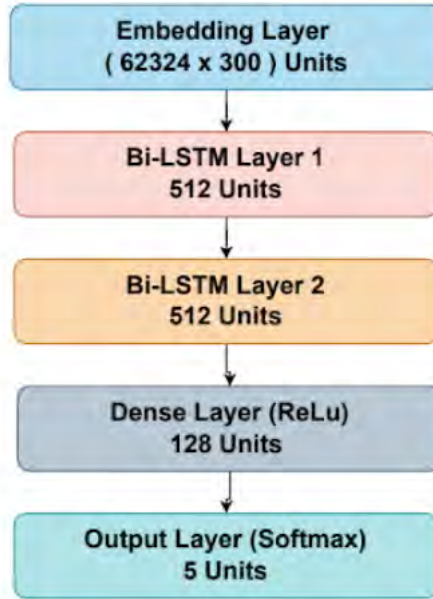 Embedding Layer
( 62324 x 300 ) Units
Bi-LSTM Layer 1
512 Units
Bi-LSTM Layer 2
512 Units
Dense Layer (ReLu)
128 Units
Output Layer (Softmax)
5 Units